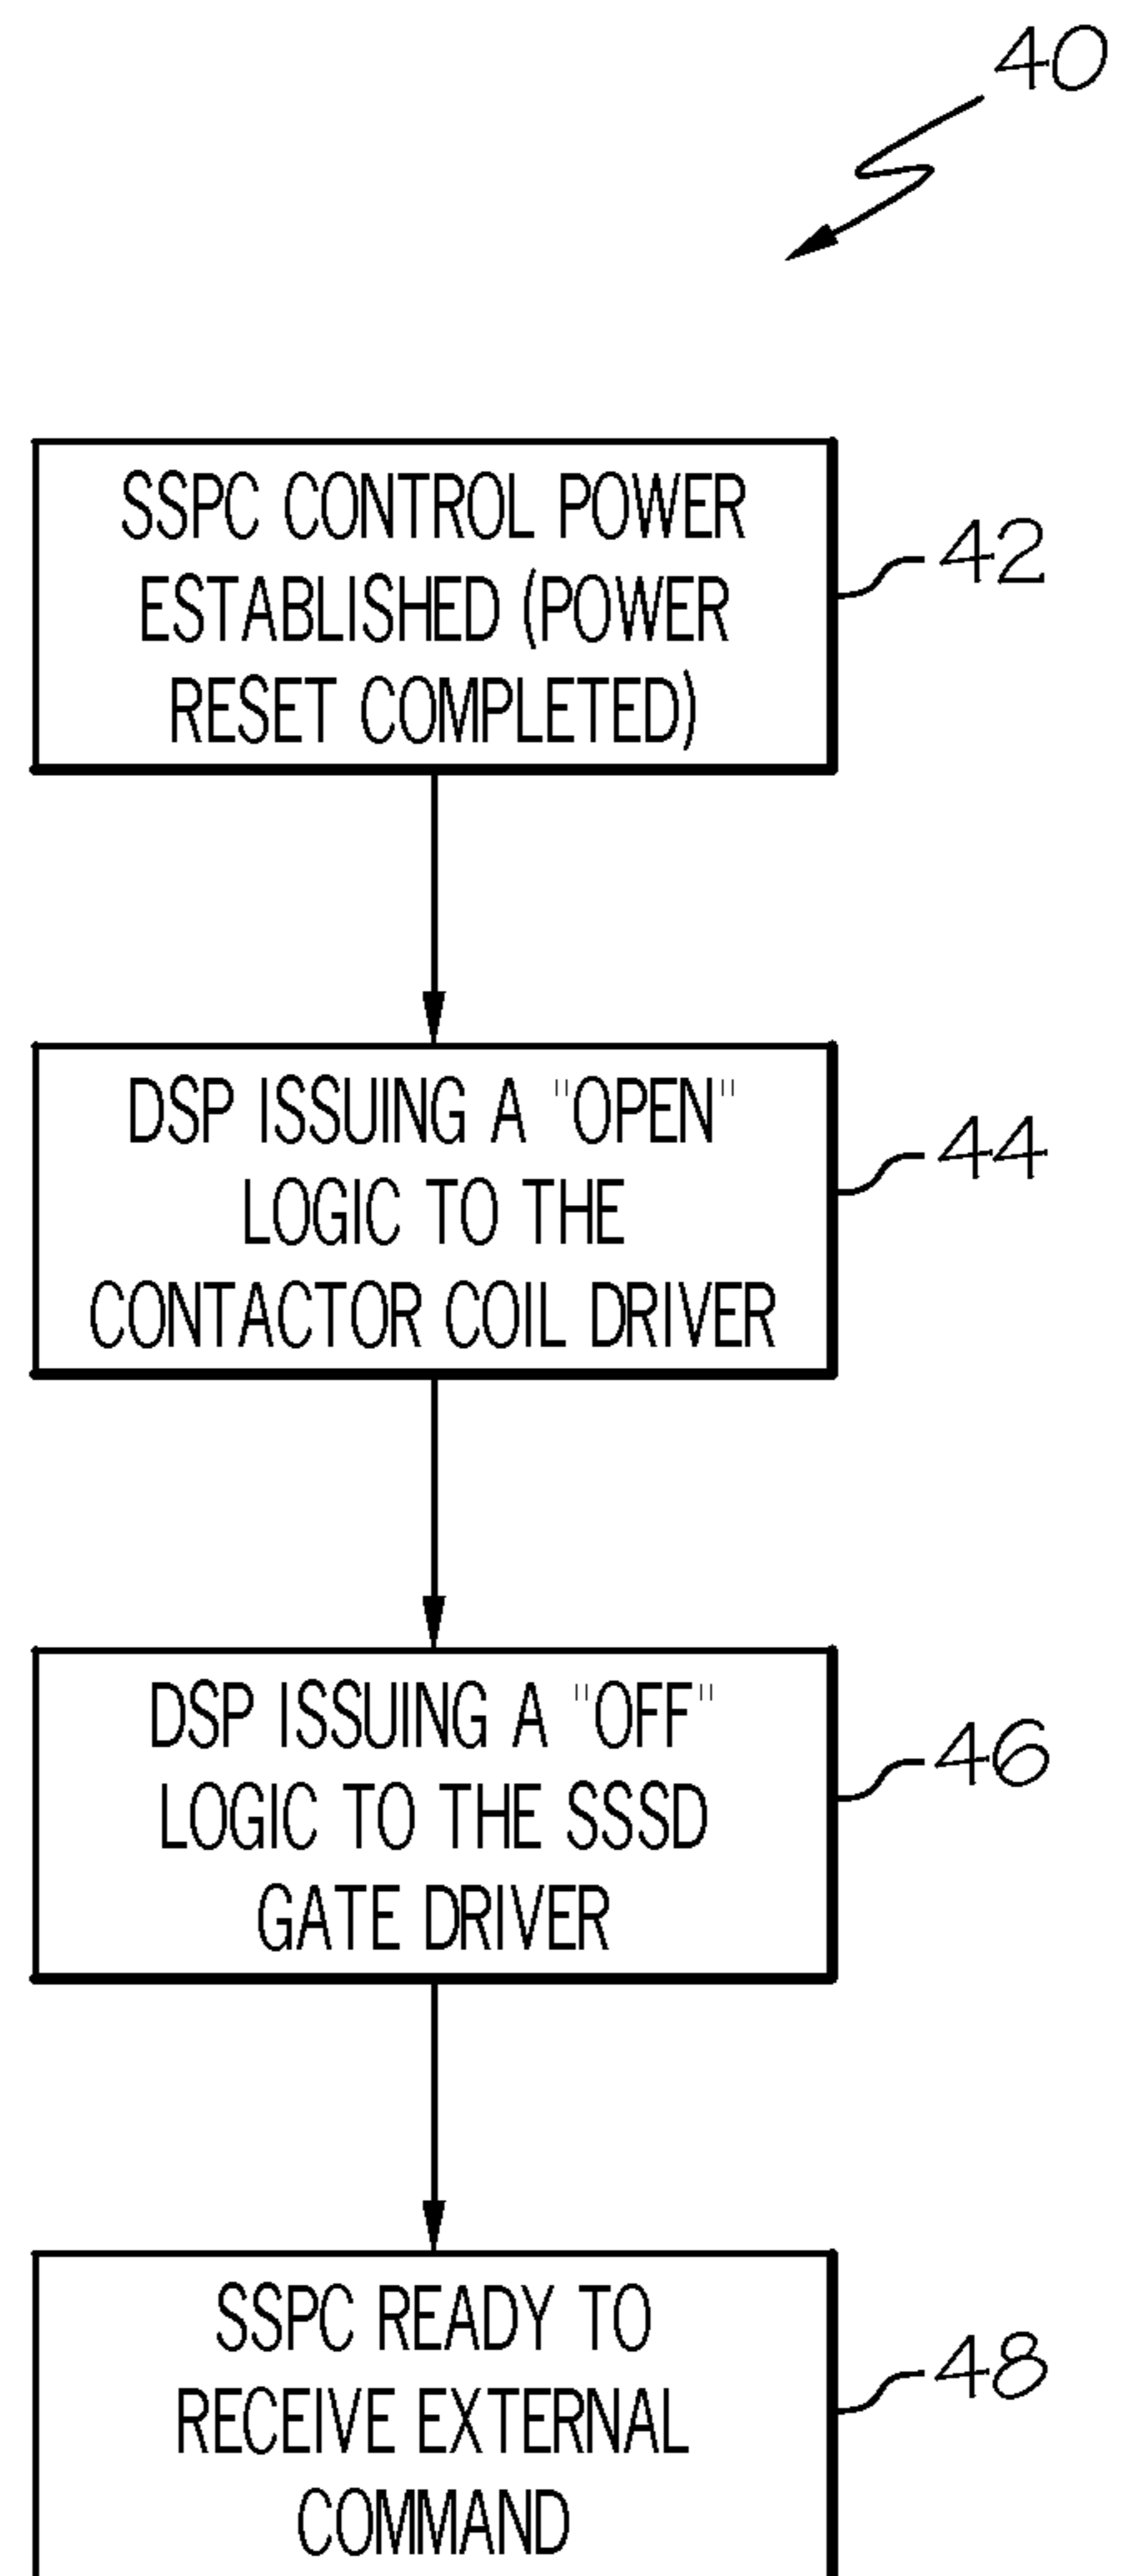 40
SSPC CONTROL POWER
ESTABLISHED (POWER
RESET COMPLETED)
42
DSP ISSUING A "OPEN"
LOGIC TO THE
CONTACTOR COIL DRIVER
44
DSP ISSUING A "OFF"
LOGIC TO THE SSSD
GATE DRIVER
46
SSPC READY TO
RECEIVE EXTERNAL
COMMAND
48